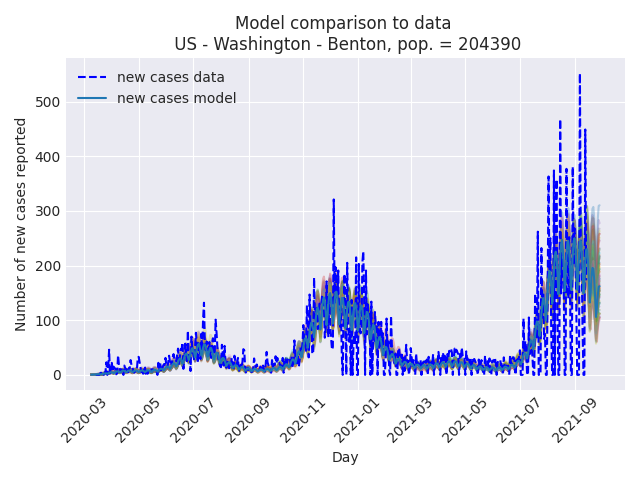 Model comparison to data
US - Washington - Benton, pop. = 204390
new cases data
new cases model
Number of new cases reported
500
400
300
200
100
0
2020-03
2020-05
2020-07
2020-09
2020-11
2021-01
2021-03
2021-05
2021-07
2021-09
Day